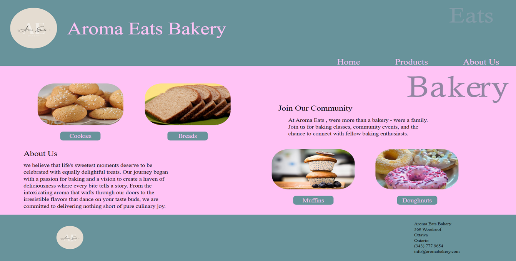 Eats
Aroma Eats Bakery
Home
Products
About Us
Bakery
Cookies
Breads
Join Our Community
At Aroma Eats , were more than a bakery - were a family.
Join us for baking classes, community events, and the
chance to connect with fellow baking enthusiasts.
About Us
We believe that life's sweetest moments deserve to be
celebrated with equally delightful treats. Our journey began
with a passion for baking and a vision to create a haven of
deliciousness where every bite tells a story. From the
intoxicating aroma that wafts through our doors to the
irresistible flavors that dance on your taste buds, we are
committed to delivering nothing short of pure culinary joy.
Muffins
Doughnuts
Aroma Eats Bakery
Ontario